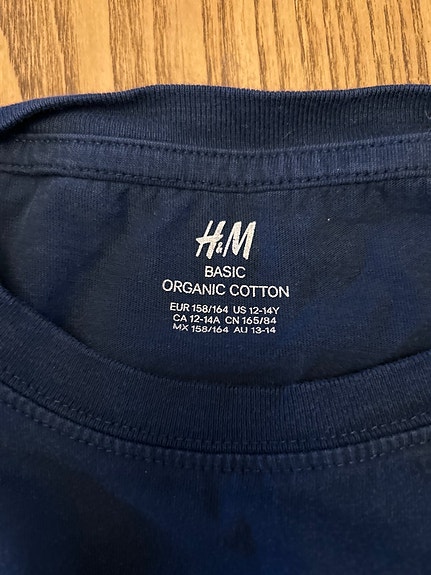 H&M
BASIC
ORGANIC COTTON
EUR 158/164 US 12-14Y
CA 12-14A CN 165/84
MX 158/164 AU 13-14